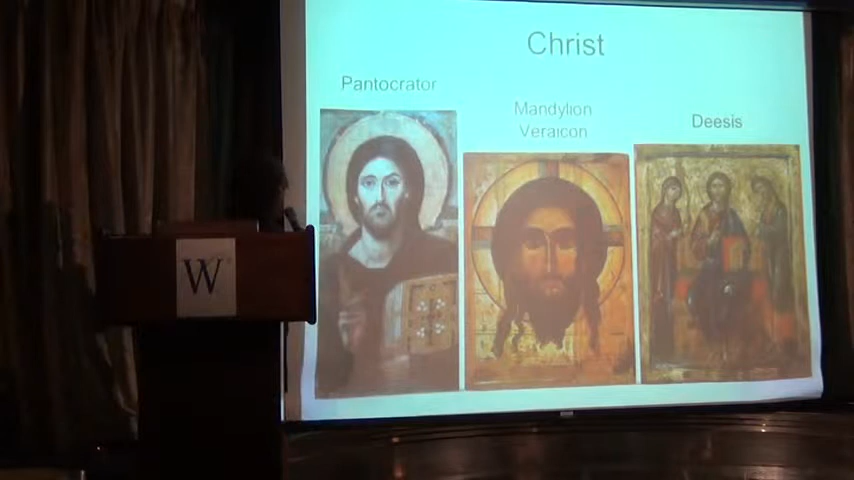 Christ
Pantocrator
Mandylion
Veraicon
Deesis
W